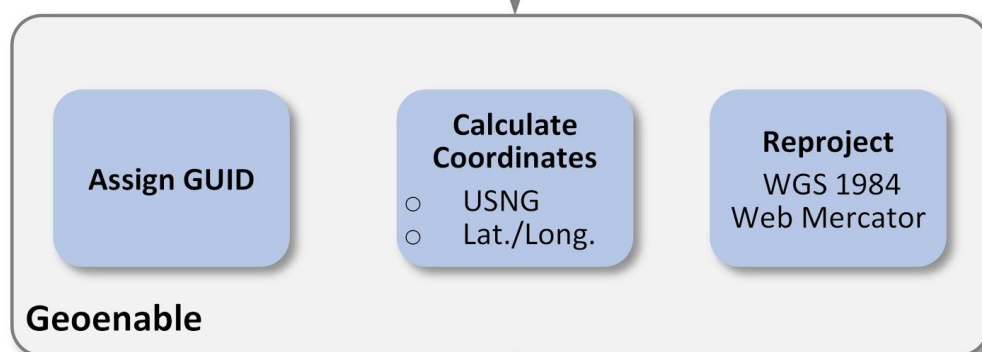 Assign GUID
Calculate
Coordinates
○ USNG
○ Lat./Long.
Reproject
WGS 1984
Web Mercator
Geoenable